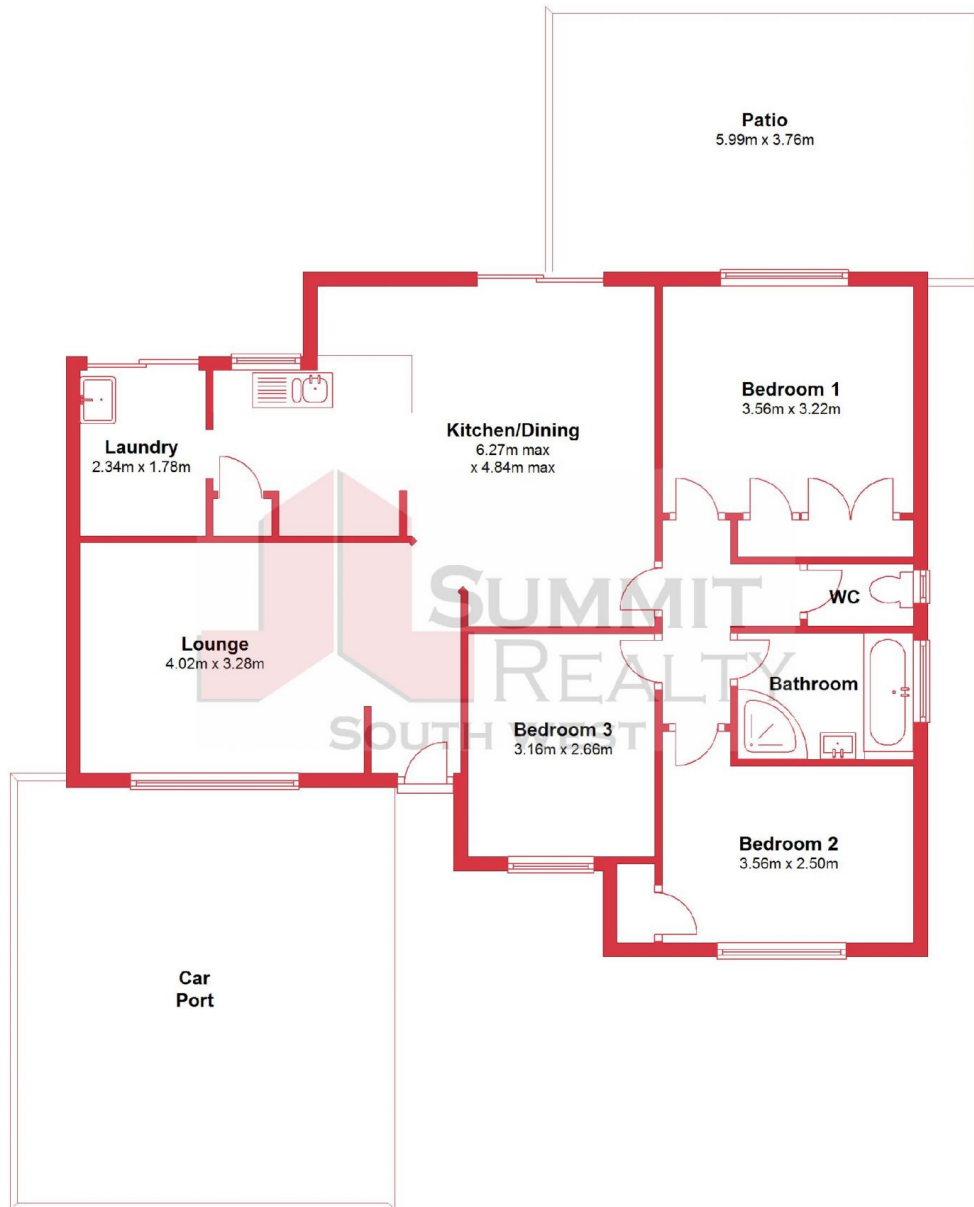 Patio
5.99m x 3.76m
Bedroom 1
3.56m x 3.22m
Kitchen/Dining
6.27m max
x 4.84m max
Laundry
2.34m x 1.78m
WC
SUMMIT
REALTY
SOUTH WEST
Lounge
4.02m x 3.28m
Bathroom
Bedroom 3
3.16m x 2.66m
Bedroom 2
3.56m x 2.50m
Car
Port